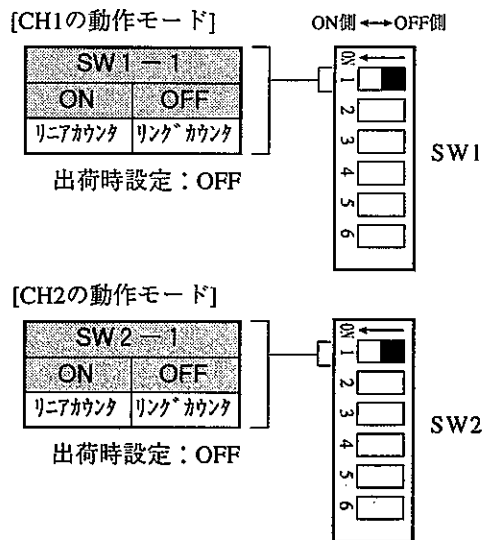 [CH1の動作モード]
ON側 ←→ OFF側
SW1－1
ON OFF
リニアカウンタ リングカウンタ
出荷時設定：OFF
ON ←
1
2
3
4
5
6
SW1
[CH2の動作モード]
SW2－1
ON OFF
リニアカウンタ リングカウンタ
出荷時設定：OFF
ON ←
1
2
3
4
5
6
SW2